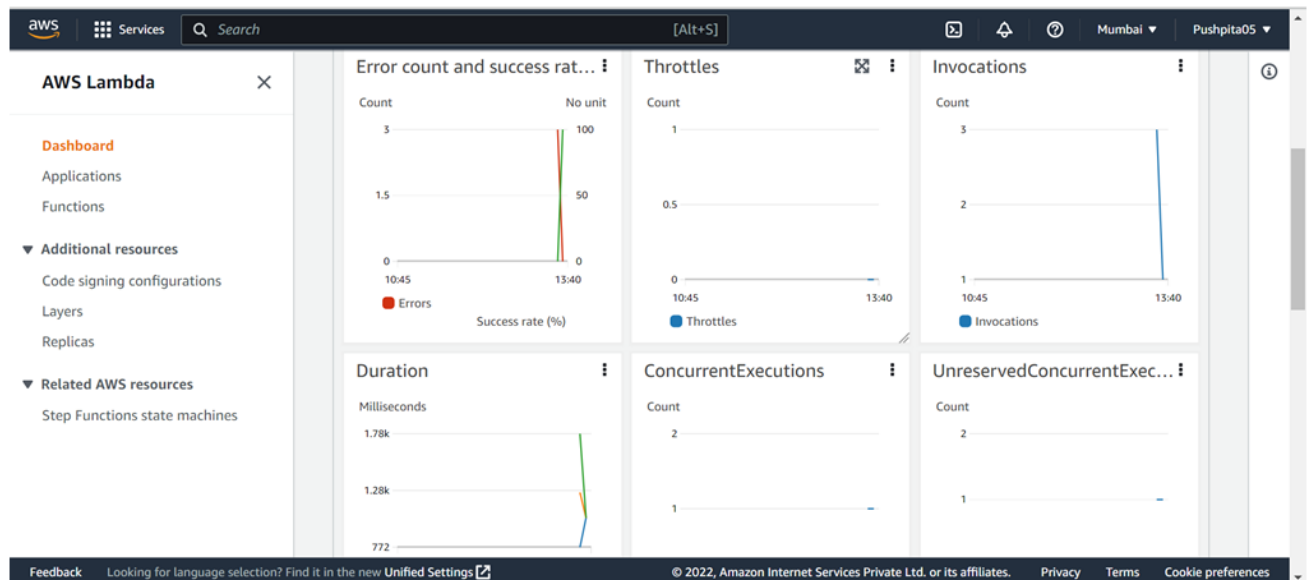 aws Services Search [Alt+S] Mumbai ▼ Pushpita05 ▼
AWS Lambda
Dashboard
Applications
Functions
▼ Additional resources
Code signing configurations
Layers
Replicas
▼ Related AWS resources
Step Functions state machines
Error count and success rat...
Count No unit
3 100
1.5 50
0 0
10:45 13:40
Errors
Success rate (%)
Throttles
Count
1
0.5
0
10:45 13:40
Throttles
Invocations
Count
3
2
1
10:45 13:40
Invocations
Duration
Milliseconds
1.78k
1.28k
772
ConcurrentExecutions
Count
2
1
UnreservedConcurrentExec...
Count
2
1
Feedback Looking for language selection? Find it in the new Unified Settings © 2022, Amazon Internet Services Private Ltd. or its affiliates. Privacy Terms Cookie preferences